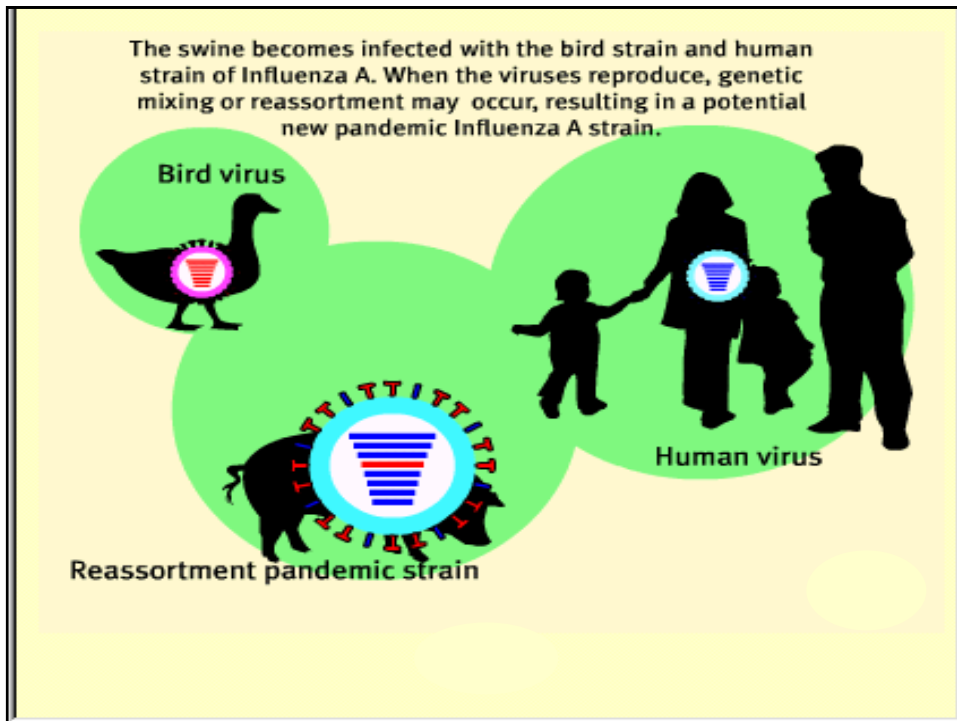 The swine becomes infected with the bird strain and human
strain of Influenza A. When the viruses reproduce, genetic
mixing or reassortment may occur, resulting in a potential
new pandemic Influenza A strain.
Bird virus
Human virus
Reassortment pandemic strain